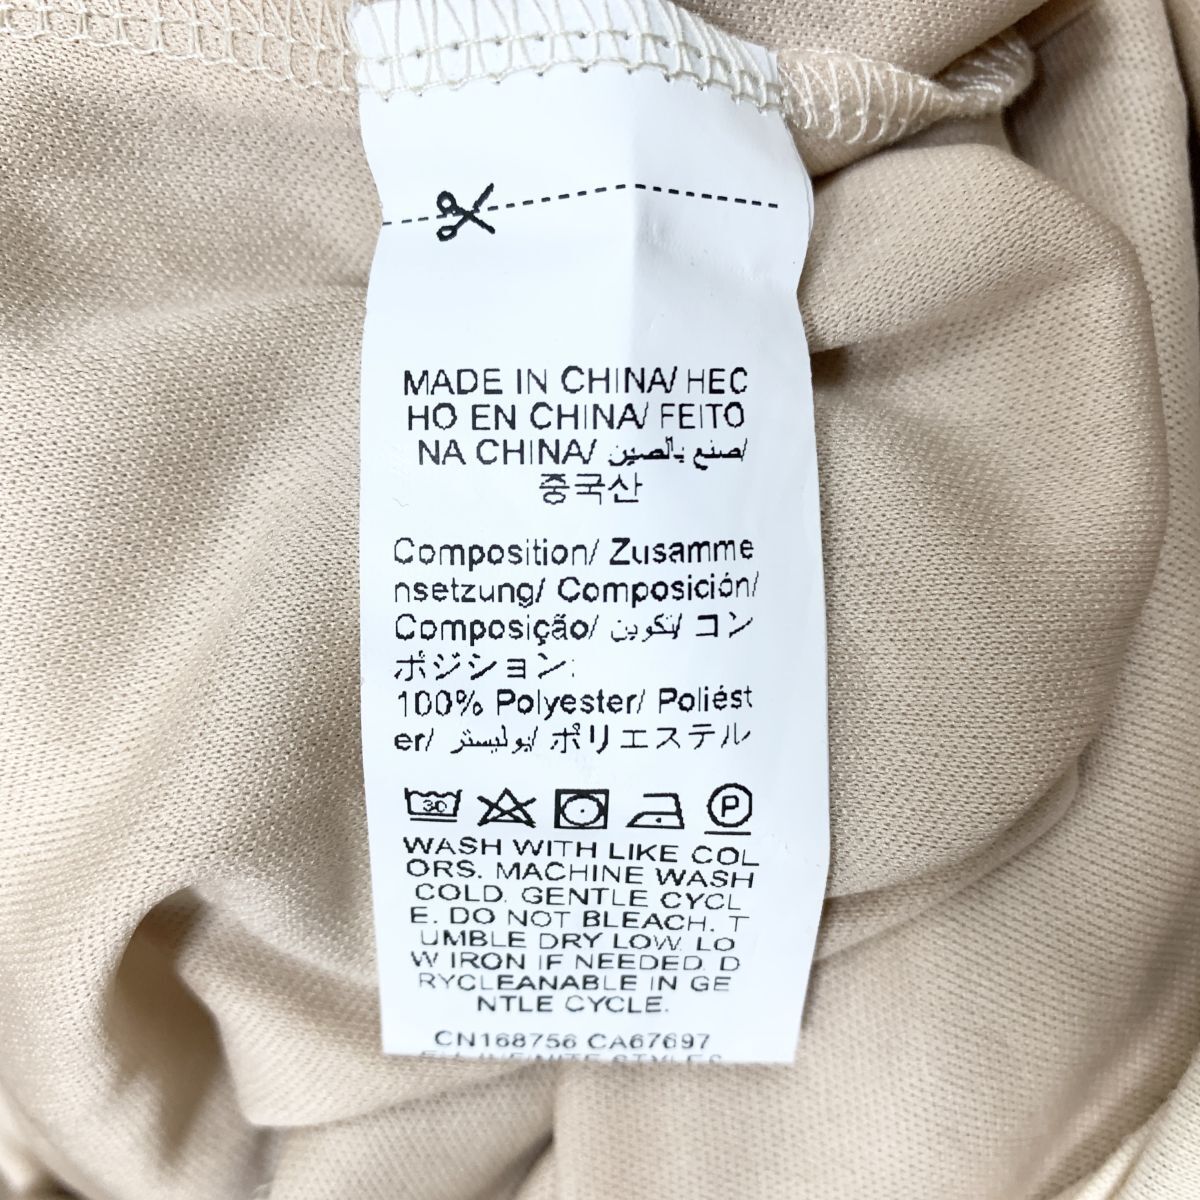 MADE IN CHINA/ HEC
HO EN CHINA/ FEITO
NA CHINA/ صنع بالصين/
중국산
Composition/ Zusamme
nsetzung/ Composición/
Composição/ تكوين/ コン
ポジション:
100% Polyester/ Poliést
er/ بوليستر/ ポリエステル
30 P
WASH WITH LIKE COL
ORS. MACHINE WASH
COLD. GENTLE CYCL
E. DO NOT BLEACH. T
UMBLE DRY LOW. LO
W IRON IF NEEDED. D
RYCLEANABLE IN GE
NTLE CYCLE.
CN168756 CA67697